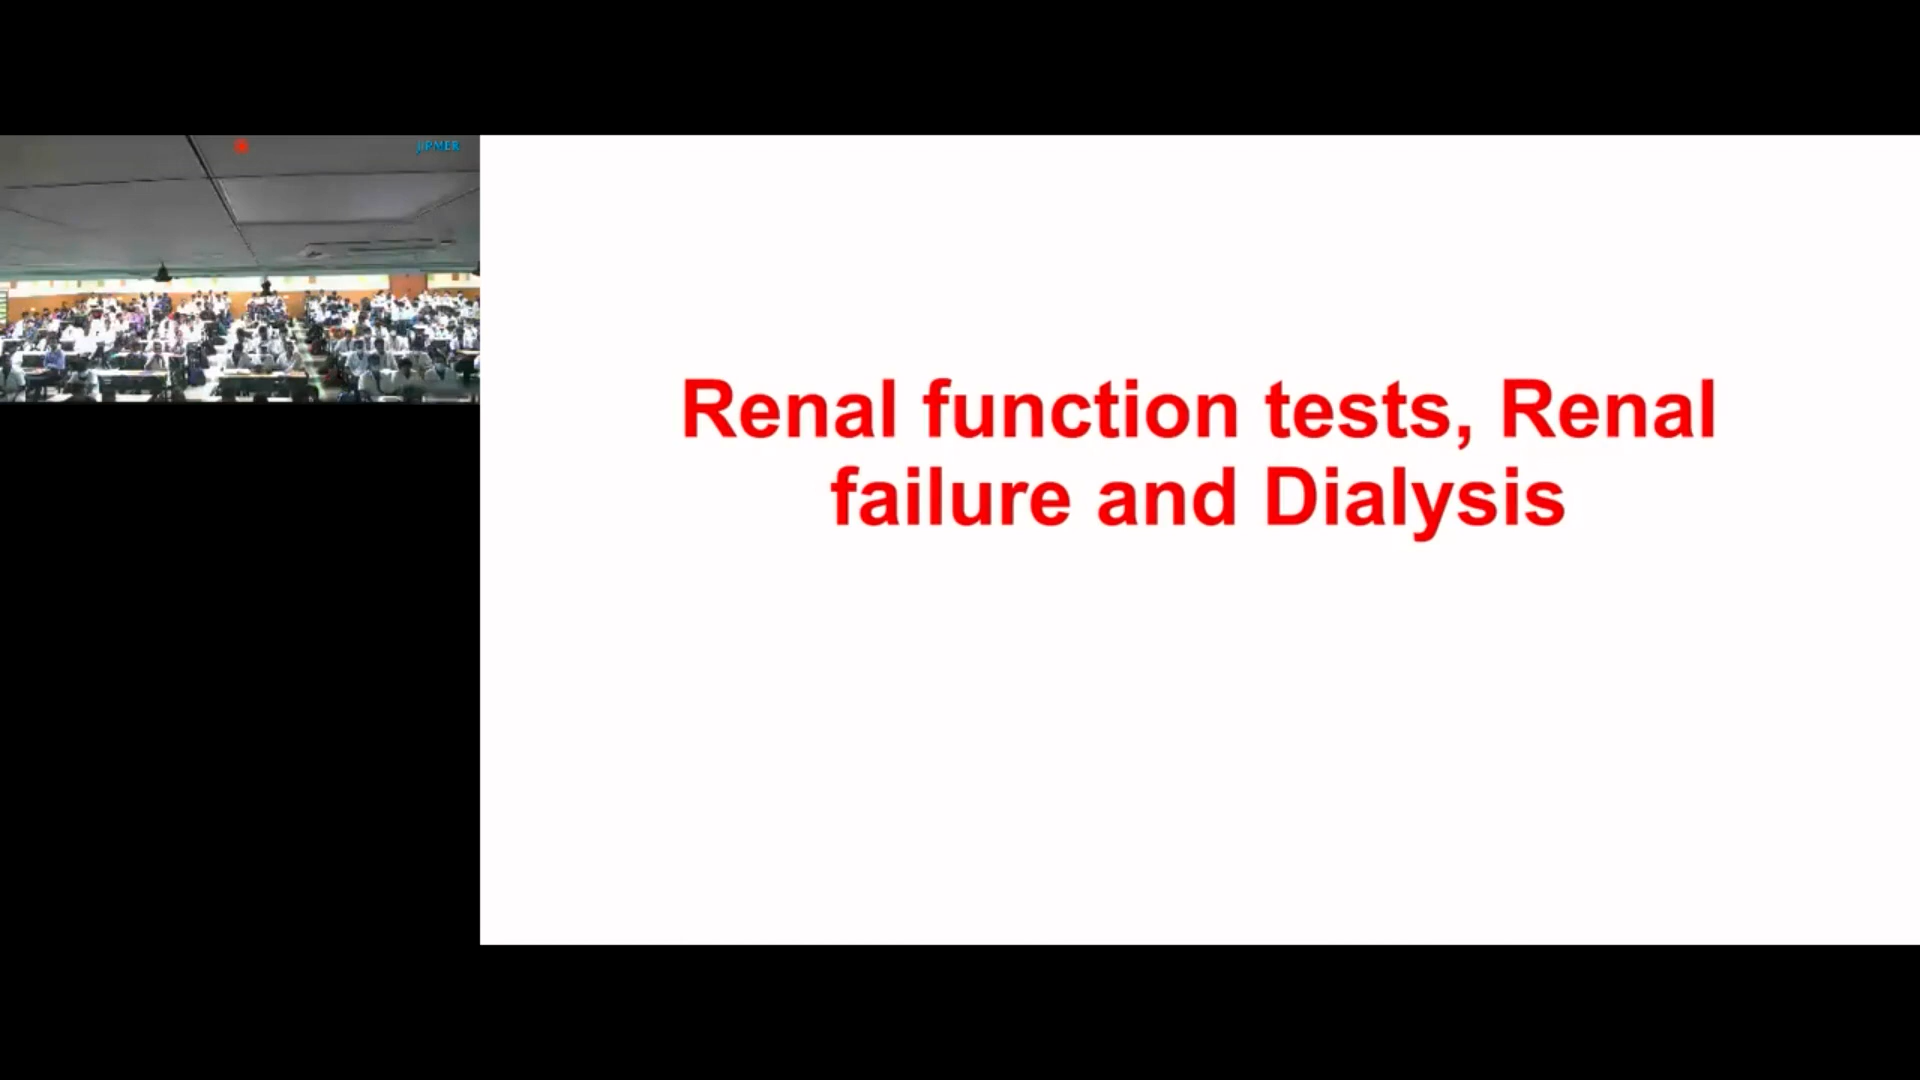 JIPMER
Renal function tests, Renal
failure and Dialysis